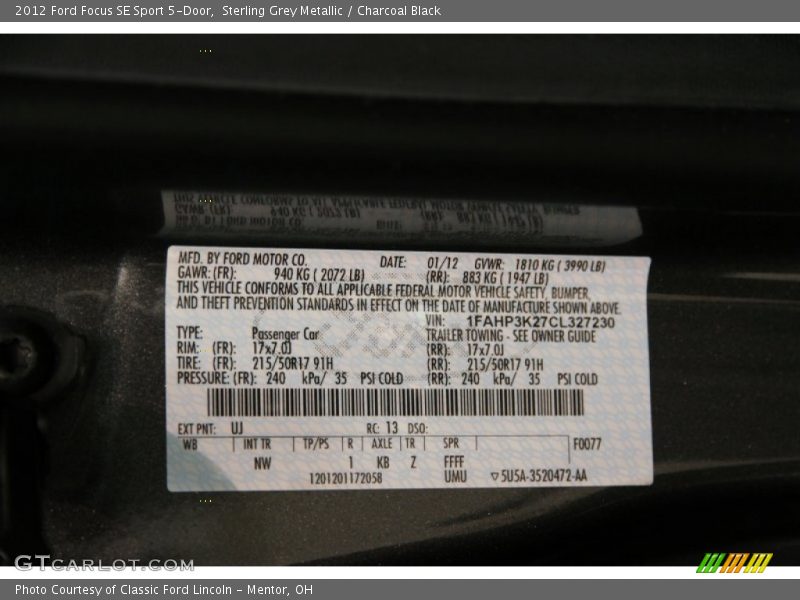 2012 Ford Focus SE Sport 5-Door,  Sterling Grey Metallic / Charcoal Black
MFD. BY FORD MOTOR CO. DATE: 01/12 GVWR: 1810 KG ( 3990 LB)
GAWR: (FR): 940 KG ( 2072 LB) (RR): 883 KG ( 1947 LB)
THIS VEHICLE CONFORMS TO ALL APPLICABLE FEDERAL MOTOR VEHICLE SAFETY, BUMPER,
AND THEFT PREVENTION STANDARDS IN EFFECT ON THE DATE OF MANUFACTURE SHOWN ABOVE.
VIN: 1FAHP3K27CL327230
TYPE: Passenger Car TRAILER TOWING - SEE OWNER GUIDE
RIM: (FR): 17x7.0J (RR): 17x7.0J
TIRE: (FR): 215/50R17 91H (RR): 215/50R17 91H
PRESSURE: (FR): 240 kPa/ 35 PSI COLD (RR): 240 kPa/ 35 PSI COLD
EXT PNT: UJ RC: 13 DSO:
WB INT TR TP/PS R AXLE TR SPR F0077
NW 1 KB Z FFFF
1201201172058 UMU ▽5U5A-3520472-AA
GTCARLOT.COM
Photo Courtesy of Classic Ford Lincoln - Mentor, OH